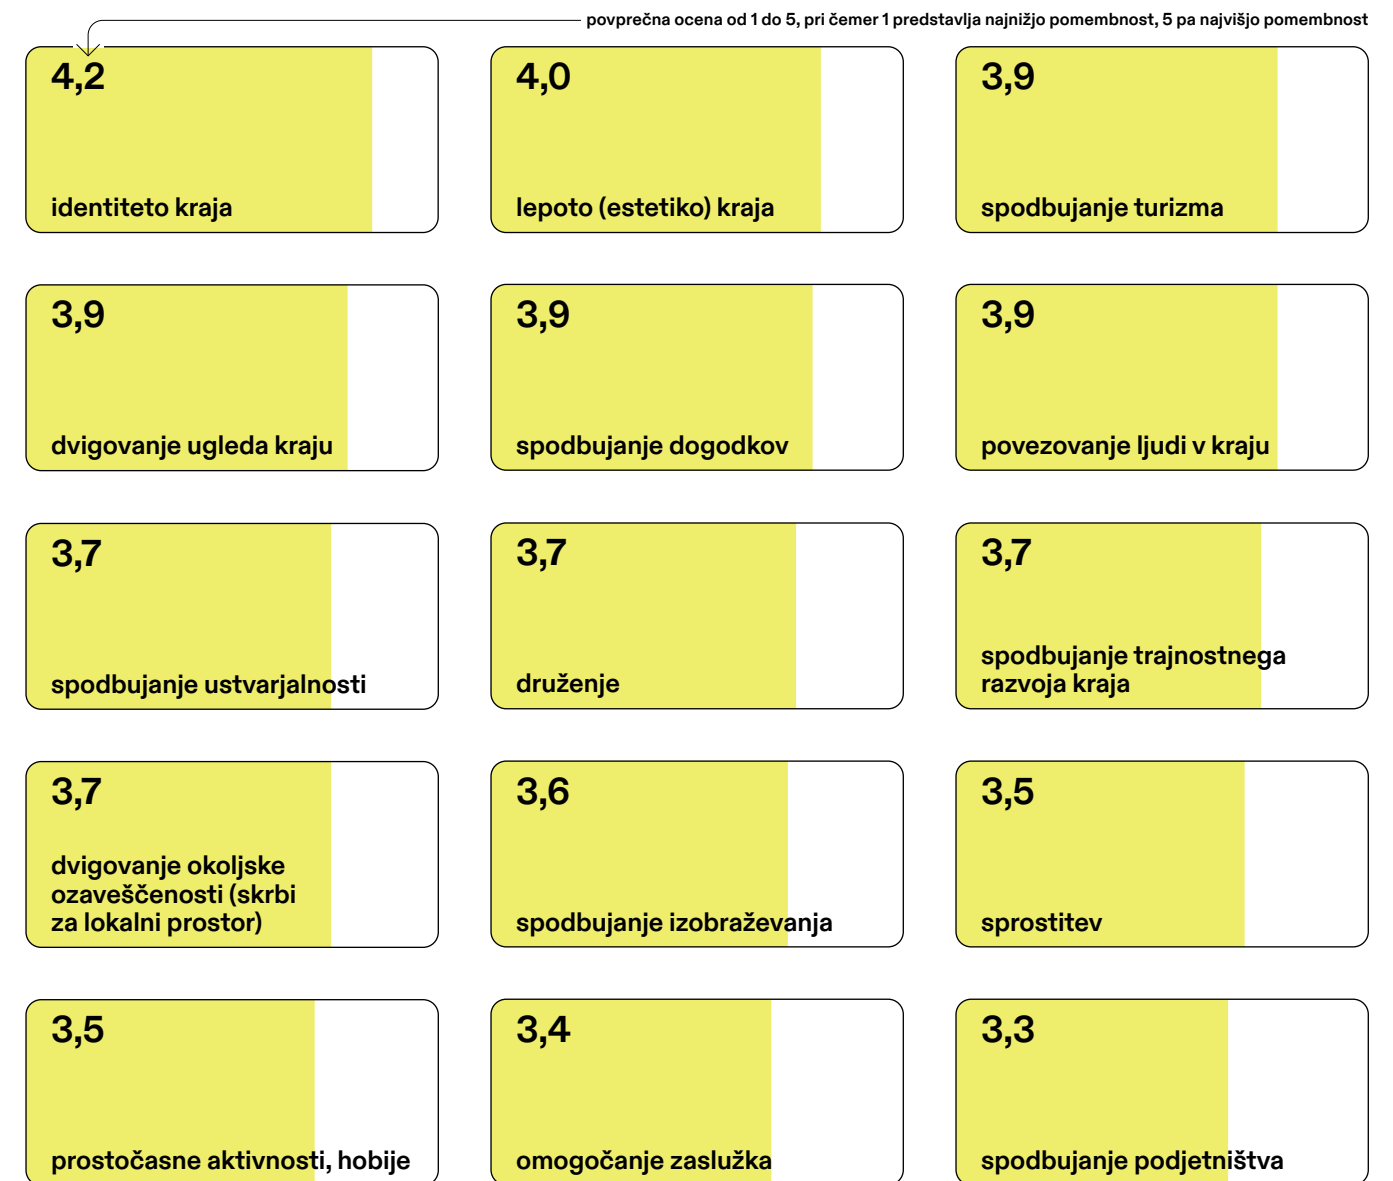 povprečna ocena od 1 do 5, pri čemer 1 predstavlja najnižjo pomembnost, 5 pa najvišjo pomembnost
4,2
identiteto kraja
4,0
lepoto (estetiko) kraja
3,9
spodbujanje turizma
3,9
dvigovanje ugleda kraju
3,9
spodbujanje dogodkov
3,9
povezovanje ljudi v kraju
3,7
spodbujanje ustvarjalnosti
3,7
druženje
3,7
spodbujanje trajnostnega
razvoja kraja
3,7
dvigovanje okoljske
ozaveščenosti (skrbi
za lokalni prostor)
3,6
spodbujanje izobraževanja
3,5
sprostitev
3,5
prostočasne aktivnosti, hobije
3,4
omogočanje zaslužka
3,3
spodbujanje podjetništva